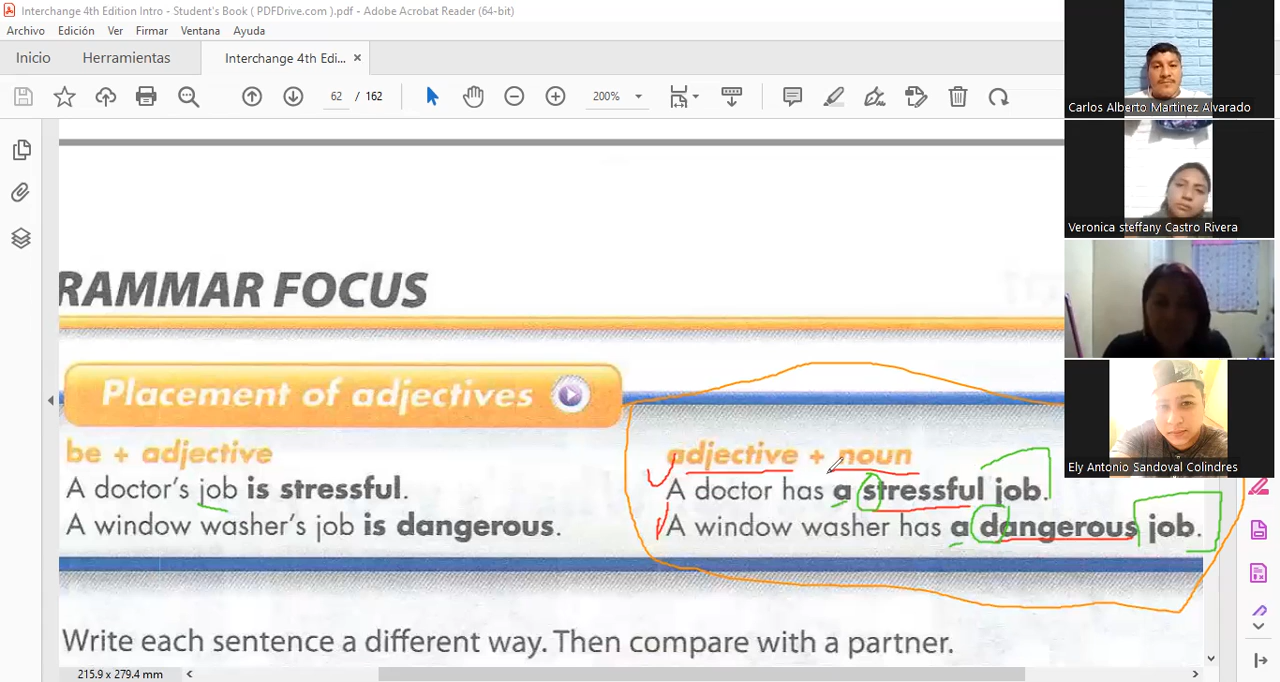 Interchange 4th Edition Intro - Student's Book ( PDFDrive.com ).pdf - Adobe Acrobat Reader (64-bit)
Archivo Edición Ver Firmar Ventana Ayuda
Inicio Herramientas Interchange 4th Edi... ×
62 / 162 200%
Carlos Alberto Martinez Alvarado
Veronica steffany Castro Rivera
Ely Antonio Sandoval Colindres
RAMMAR FOCUS
Placement of adjectives
be + adjective
A doctor's job is stressful.
A window washer's job is dangerous.
adjective + noun
A doctor has a stressful job.
A window washer has a dangerous job.
Write each sentence a different way. Then compare with a partner.
215.9 x 279.4 mm